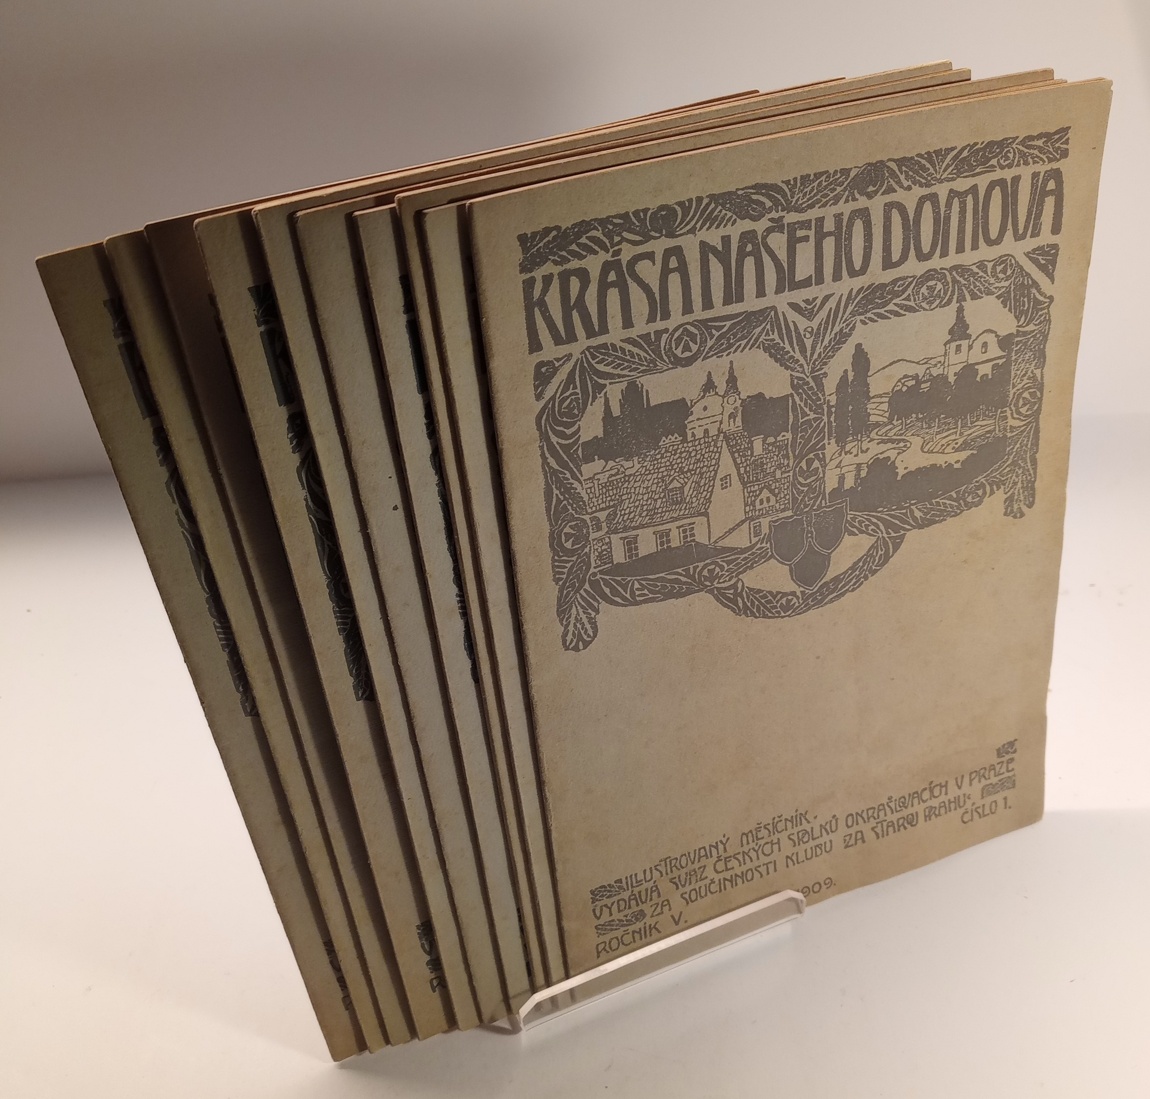 KRÁSA NAŠEHO DOMOVA
ILLUSTROVANÝ MĚSÍČNÍK.
VYDÁVÁ SVAZ ČESKÝCH SPOLKŮ OKRAŠLOVACÍCH V PRAZE
ZA SOUČINNOSTI KLUBU ZA STAROU PRAHU.
ROČNÍK V.
909.
ČÍSLO 1.